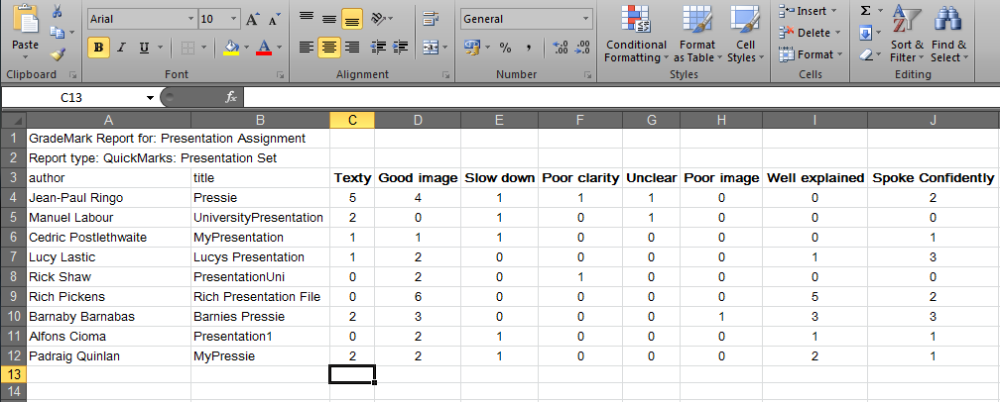 Arial 10 A A General Insert Σ
Paste B I U A % , .00 .0 Conditional Format Cell Delete Sort & Find &
Formatting as Table Styles Format Filter Select
Clipboard Font Alignment Number Styles Cells Editing
C13 fx
A B C D E F G H I J
1 GradeMark Report for: Presentation Assignment
2 Report type: QuickMarks: Presentation Set
3 author title Texty Good image Slow down Poor clarity Unclear Poor image Well explained Spoke Confidently
4 Jean-Paul Ringo Pressie 5 4 1 1 1 0 0 2
5 Manuel Labour UniversityPresentation 2 0 1 0 1 0 0 0
6 Cedric Postlethwaite MyPresentation 1 1 1 0 0 0 0 1
7 Lucy Lastic Lucys Presentation 1 2 0 0 0 0 1 3
8 Rick Shaw PresentationUni 0 2 0 1 0 0 0 0
9 Rich Pickens Rich Presentation File 0 6 0 0 0 0 5 2
10 Barnaby Barnabas Barnies Pressie 2 3 0 0 0 1 3 3
11 Alfons Cioma Presentation1 0 2 1 0 0 0 1 1
12 Padraig Quinlan MyPressie 2 2 1 0 0 0 2 1
13
14